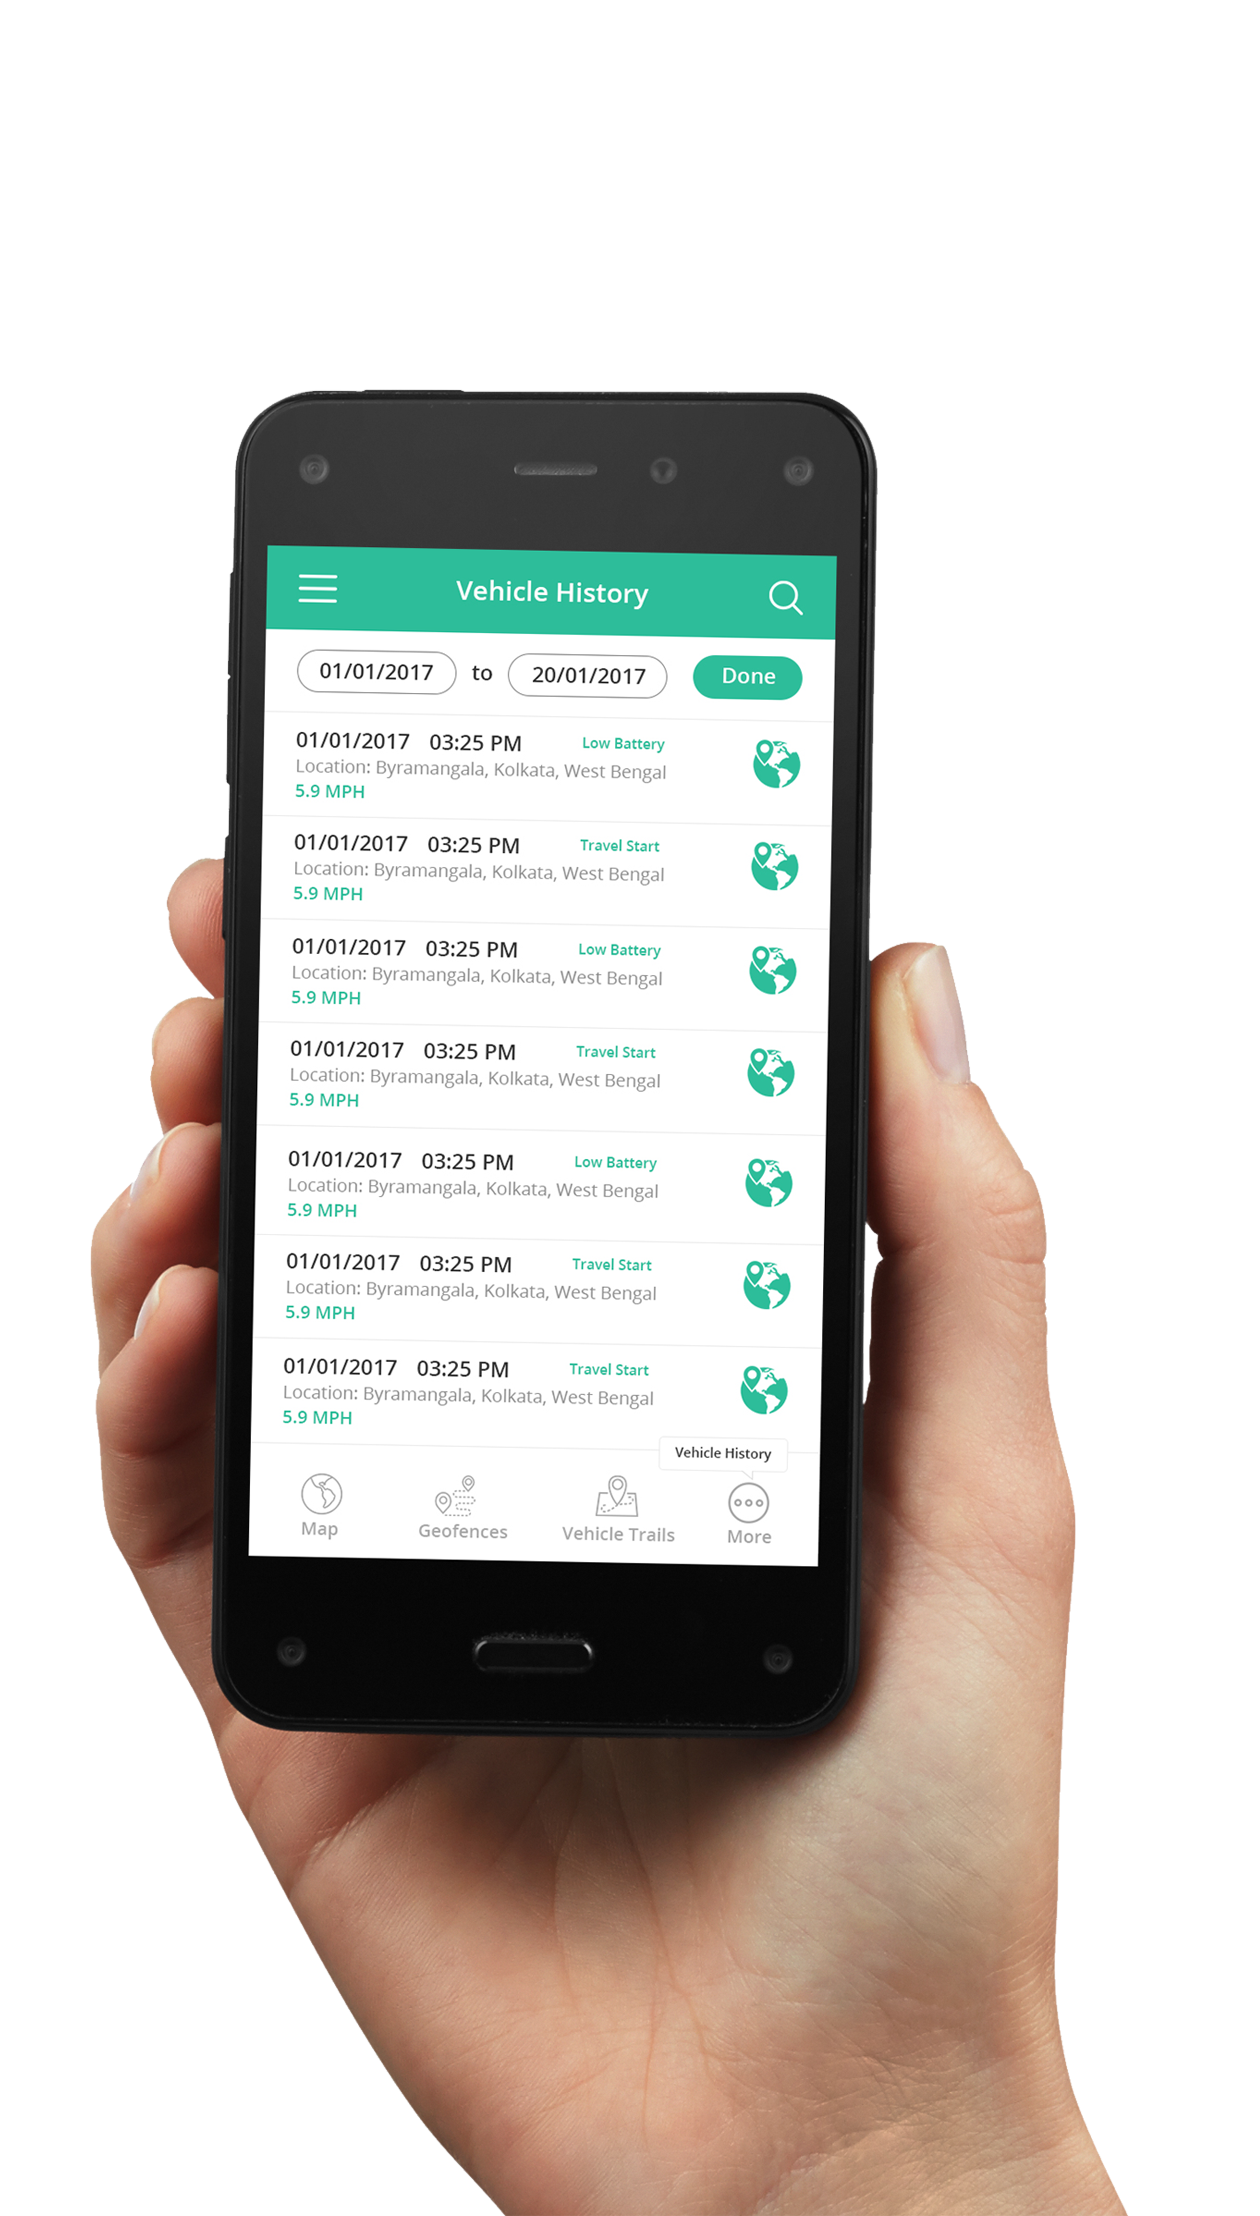 Vehicle History
01/01/2017 to 20/01/2017 Done
01/01/2017 03:25 PM Low Battery
Location: Byramangala, Kolkata, West Bengal
5.9 MPH
01/01/2017 03:25 PM Travel Start
Location: Byramangala, Kolkata, West Bengal
5.9 MPH
01/01/2017 03:25 PM Low Battery
Location: Byramangala, Kolkata, West Bengal
5.9 MPH
01/01/2017 03:25 PM Travel Start
Location: Byramangala, Kolkata, West Bengal
5.9 MPH
01/01/2017 03:25 PM Low Battery
Location: Byramangala, Kolkata, West Bengal
5.9 MPH
01/01/2017 03:25 PM Travel Start
Location: Byramangala, Kolkata, West Bengal
5.9 MPH
01/01/2017 03:25 PM Travel Start
Location: Byramangala, Kolkata, West Bengal
5.9 MPH
Vehicle History
Map Geofences Vehicle Trails More